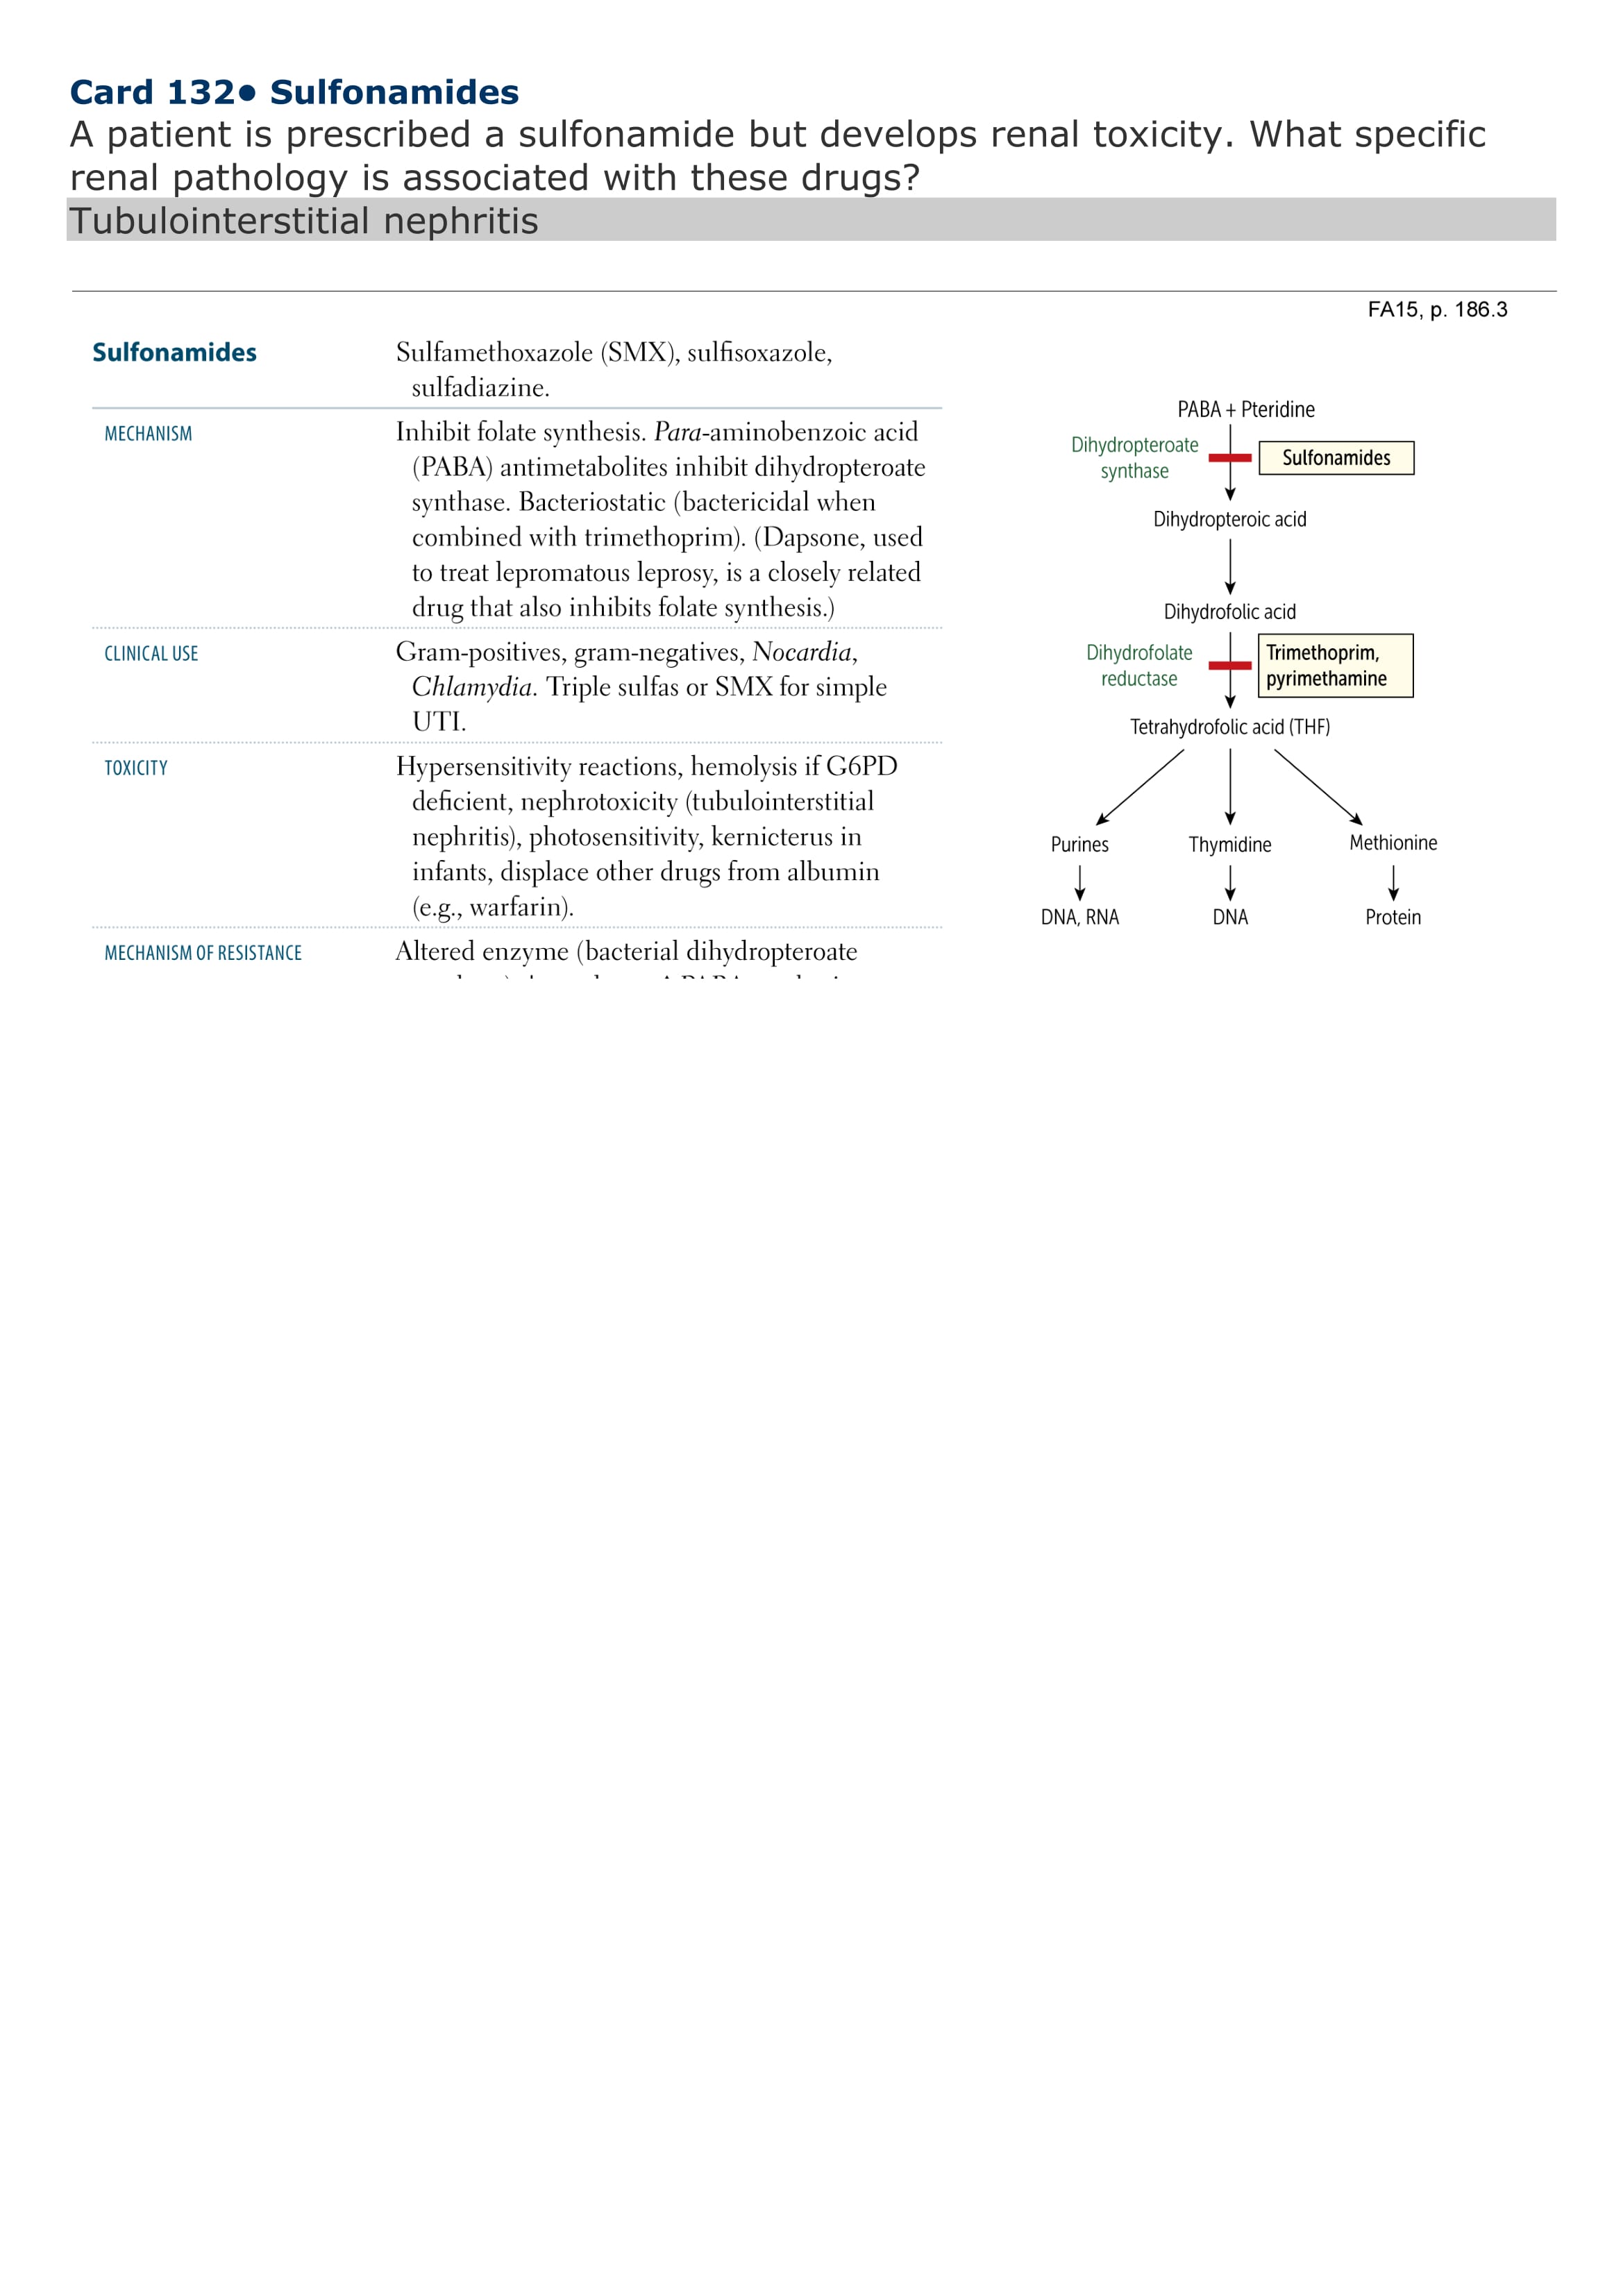 Card 132• Sulfonamides
A patient is prescribed a sulfonamide but develops renal toxicity. What specific
renal pathology is associated with these drugs?
Tubulointerstitial nephritis
FA15, p. 186.3
Sulfonamides
Sulfamethoxazole (SMX), sulfisoxazole,
sulfadiazine.
MECHANISM
Inhibit folate synthesis. Para-aminobenzoic acid
(PABA) antimetabolites inhibit dihydropteroate
synthase. Bacteriostatic (bactericidal when
combined with trimethoprim). (Dapsone, used
to treat lepromatous leprosy, is a closely related
drug that also inhibits folate synthesis.)
CLINICAL USE
Gram-positives, gram-negatives, Nocardia,
Chlamydia. Triple sulfas or SMX for simple
UTI.
TOXICITY
Hypersensitivity reactions, hemolysis if G6PD
deficient, nephrotoxicity (tubulointerstitial
nephritis), photosensitivity, kernicterus in
infants, displace other drugs from albumin
(e.g., warfarin).
MECHANISM OF RESISTANCE
Altered enzyme (bacterial dihydropteroate
PABA + Pteridine
Dihydropteroate
synthase
Sulfonamides
Dihydropteroic acid
Dihydrofolic acid
Dihydrofolate
reductase
Trimethoprim,
pyrimethamine
Tetrahydrofolic acid (THF)
Purines
Thymidine
Methionine
DNA, RNA
DNA
Protein